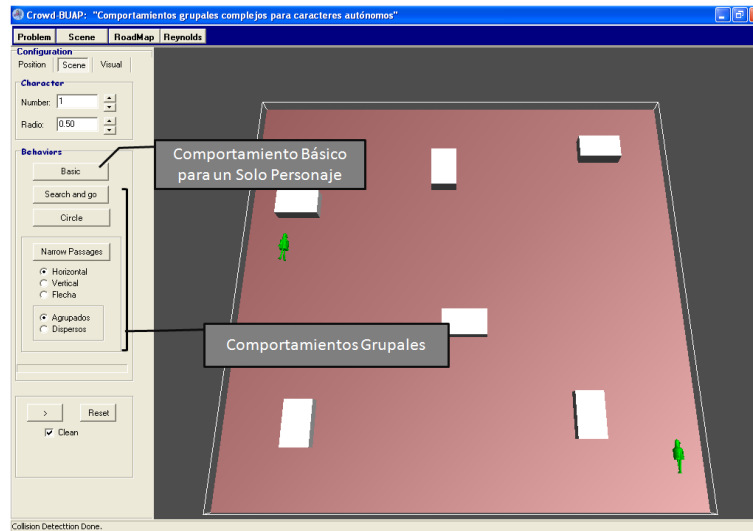 Crowd-BUAP: "Comportamientos grupales complejos para caracteres autónomos"
Problem Scene RoadMap Reynolds
Configuration
Position Scene Visual
Character
Number: 1
Radio: 0.50
Behaviors
Basic
Search and go
Circle
Narrow Passages
Horizontal
Vertical
Flecha
Agrupados
Dispersos
> Reset
Clean
Comportamiento Básico
para un Solo Personaje
Comportamientos Grupales
Collision Detecttion Done.